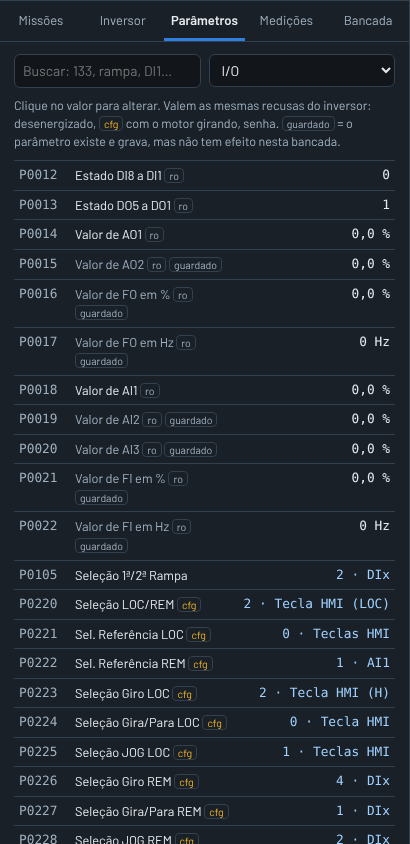 Missões Inversor Parâmetros Medições Bancada
Buscar: 133, rampa, DI1... I/O
Clique no valor para alterar. Valem as mesmas recusas do inversor:
desenergizado, cfg com o motor girando, senha. guardado = o
parâmetro existe e grava, mas não tem efeito nesta bancada.
P0012 Estado DI8 a DI1 ro 0
P0013 Estado DO5 a DO1 ro 1
P0014 Valor de AO1 ro 0,0 %
P0015 Valor de AO2 ro guardado 0,0 %
P0016 Valor de FO em % ro 0,0 %
guardado
P0017 Valor de FO em Hz ro 0 Hz
guardado
P0018 Valor de AI1 ro 0,0 %
P0019 Valor de AI2 ro guardado 0,0 %
P0020 Valor de AI3 ro guardado 0,0 %
P0021 Valor de FI em % ro 0,0 %
guardado
P0022 Valor de FI em Hz ro 0 Hz
guardado
P0105 Seleção 1ª/2ª Rampa 2 · DIx
P0220 Seleção LOC/REM cfg 2 · Tecla HMI (LOC)
P0221 Sel. Referência LOC cfg 0 · Teclas HMI
P0222 Sel. Referência REM cfg 1 · AI1
P0223 Seleção Giro LOC cfg 2 · Tecla HMI (H)
P0224 Seleção Gira/Para LOC cfg 0 · Tecla HMI
P0225 Seleção JOG LOC cfg 1 · Tecla HMI
P0226 Seleção Giro REM cfg 4 · DIx
P0227 Seleção Gira/Para REM cfg 1 · DIx
P0228 Seleção JOG REM cfg 2 · DIx